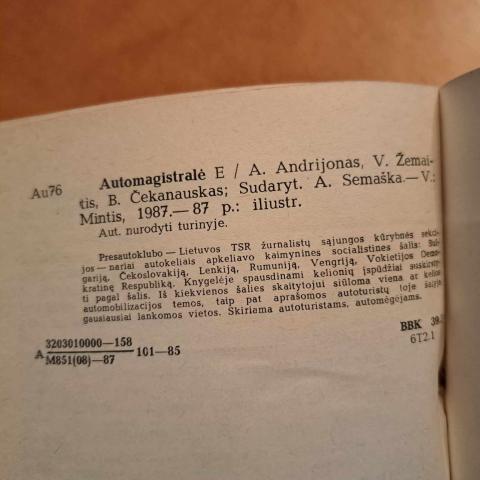 Au76
Automagistralė E / A. Andrijonas, V. Žemai-
tis, B. Čekanauskas; Sudaryt. A. Semaška.— V.:
Mintis, 1987.— 87 p.: iliustr.
Aut. nurodyti turinyje.
Presautoklubo — Lietuvos TSR žurnalistų sąjungos kūrybinės sekci-
jos — nariai autokeliais apkeliavo kaimynines socialistines šalis: Bul-
gariją, Čekoslovakiją, Lenkiją, Rumuniją, Vengriją, Vokietijos Demo-
kratinę Respubliką. Knygelėje spausdinami kelionių įspūdžiai suskirsty-
ti pagal šalis. Iš kiekvienos šalies skaitytojui siūloma viena ar kelios
automobilizacijos temos, taip pat aprašomos autoturistų toje šalyje
gausiausiai lankomos vietos. Skiriama autoturistams, automėgėjams.
A 3203010000—158
M851(08)—87 101—85
BBK 39.
6T2.1